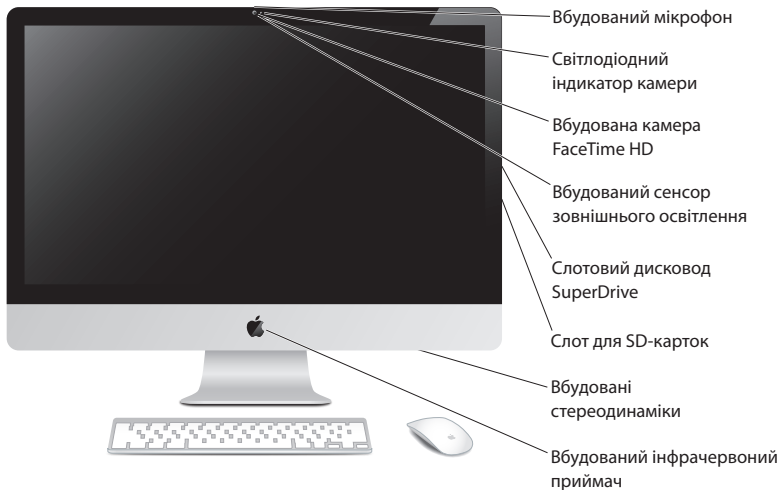 Вбудований мікрофон
Світлодіодний
індикатор камери
Вбудована камера
FaceTime HD
Вбудований сенсор
зовнішнього освітлення
Слотовий дисковод
SuperDrive
Слот для SD-карток
Вбудовані
стереодинаміки
Вбудований інфрачервоний
приймач